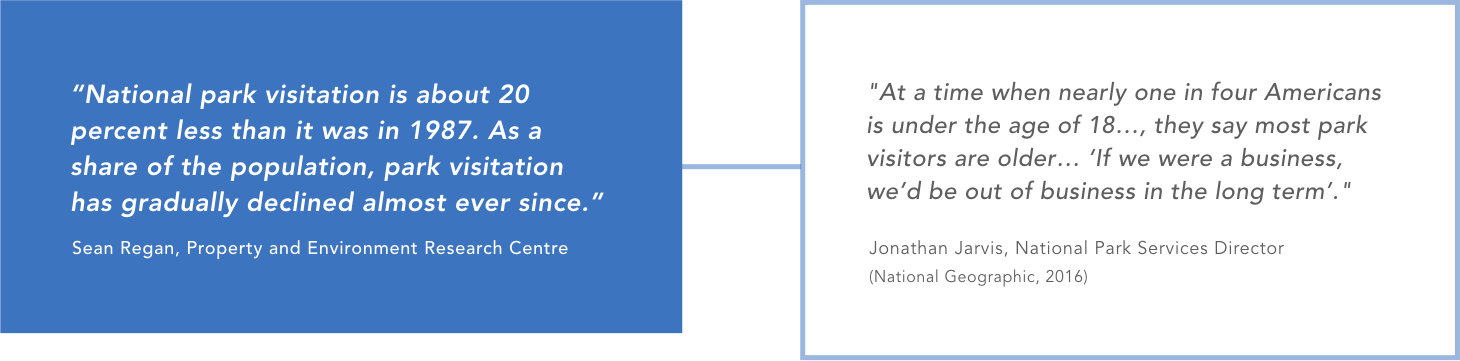 “National park visitation is about 20
percent less than it was in 1987. As a
share of the population, park visitation
has gradually declined almost ever since.”
Sean Regan, Property and Environment Research Centre
"At a time when nearly one in four Americans
is under the age of 18..., they say most park
visitors are older... ‘If we were a business,
we’d be out of business in the long term’."
Jonathan Jarvis, National Park Services Director
(National Geographic, 2016)